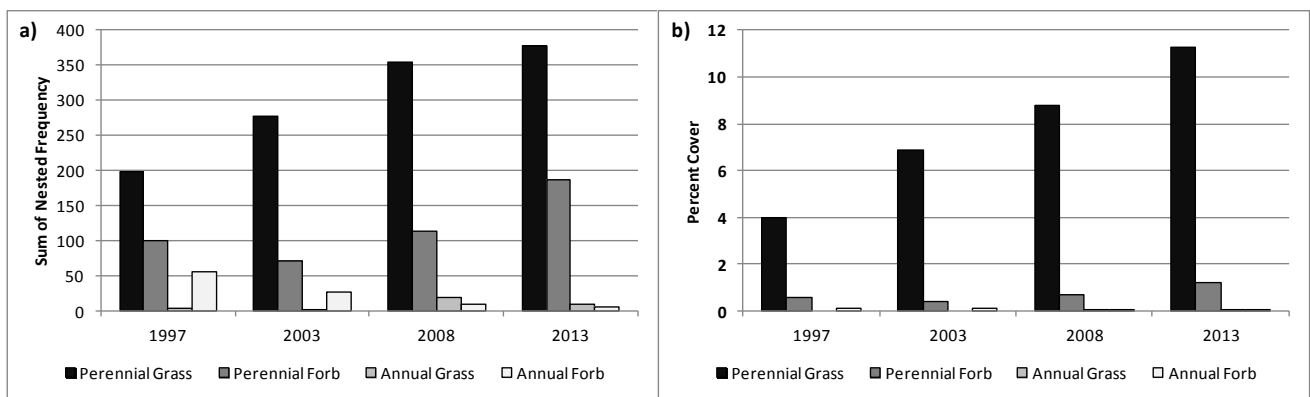 a)
400
350
300
250
200
150
100
50
0
Sum of Nested Frequency
1997 2003 2008 2013
Perennial Grass Perennial Forb Annual Grass Annual Forb
b)
12
10
8
6
4
2
0
Percent Cover
1997 2003 2008 2013
Perennial Grass Perennial Forb Annual Grass Annual Forb